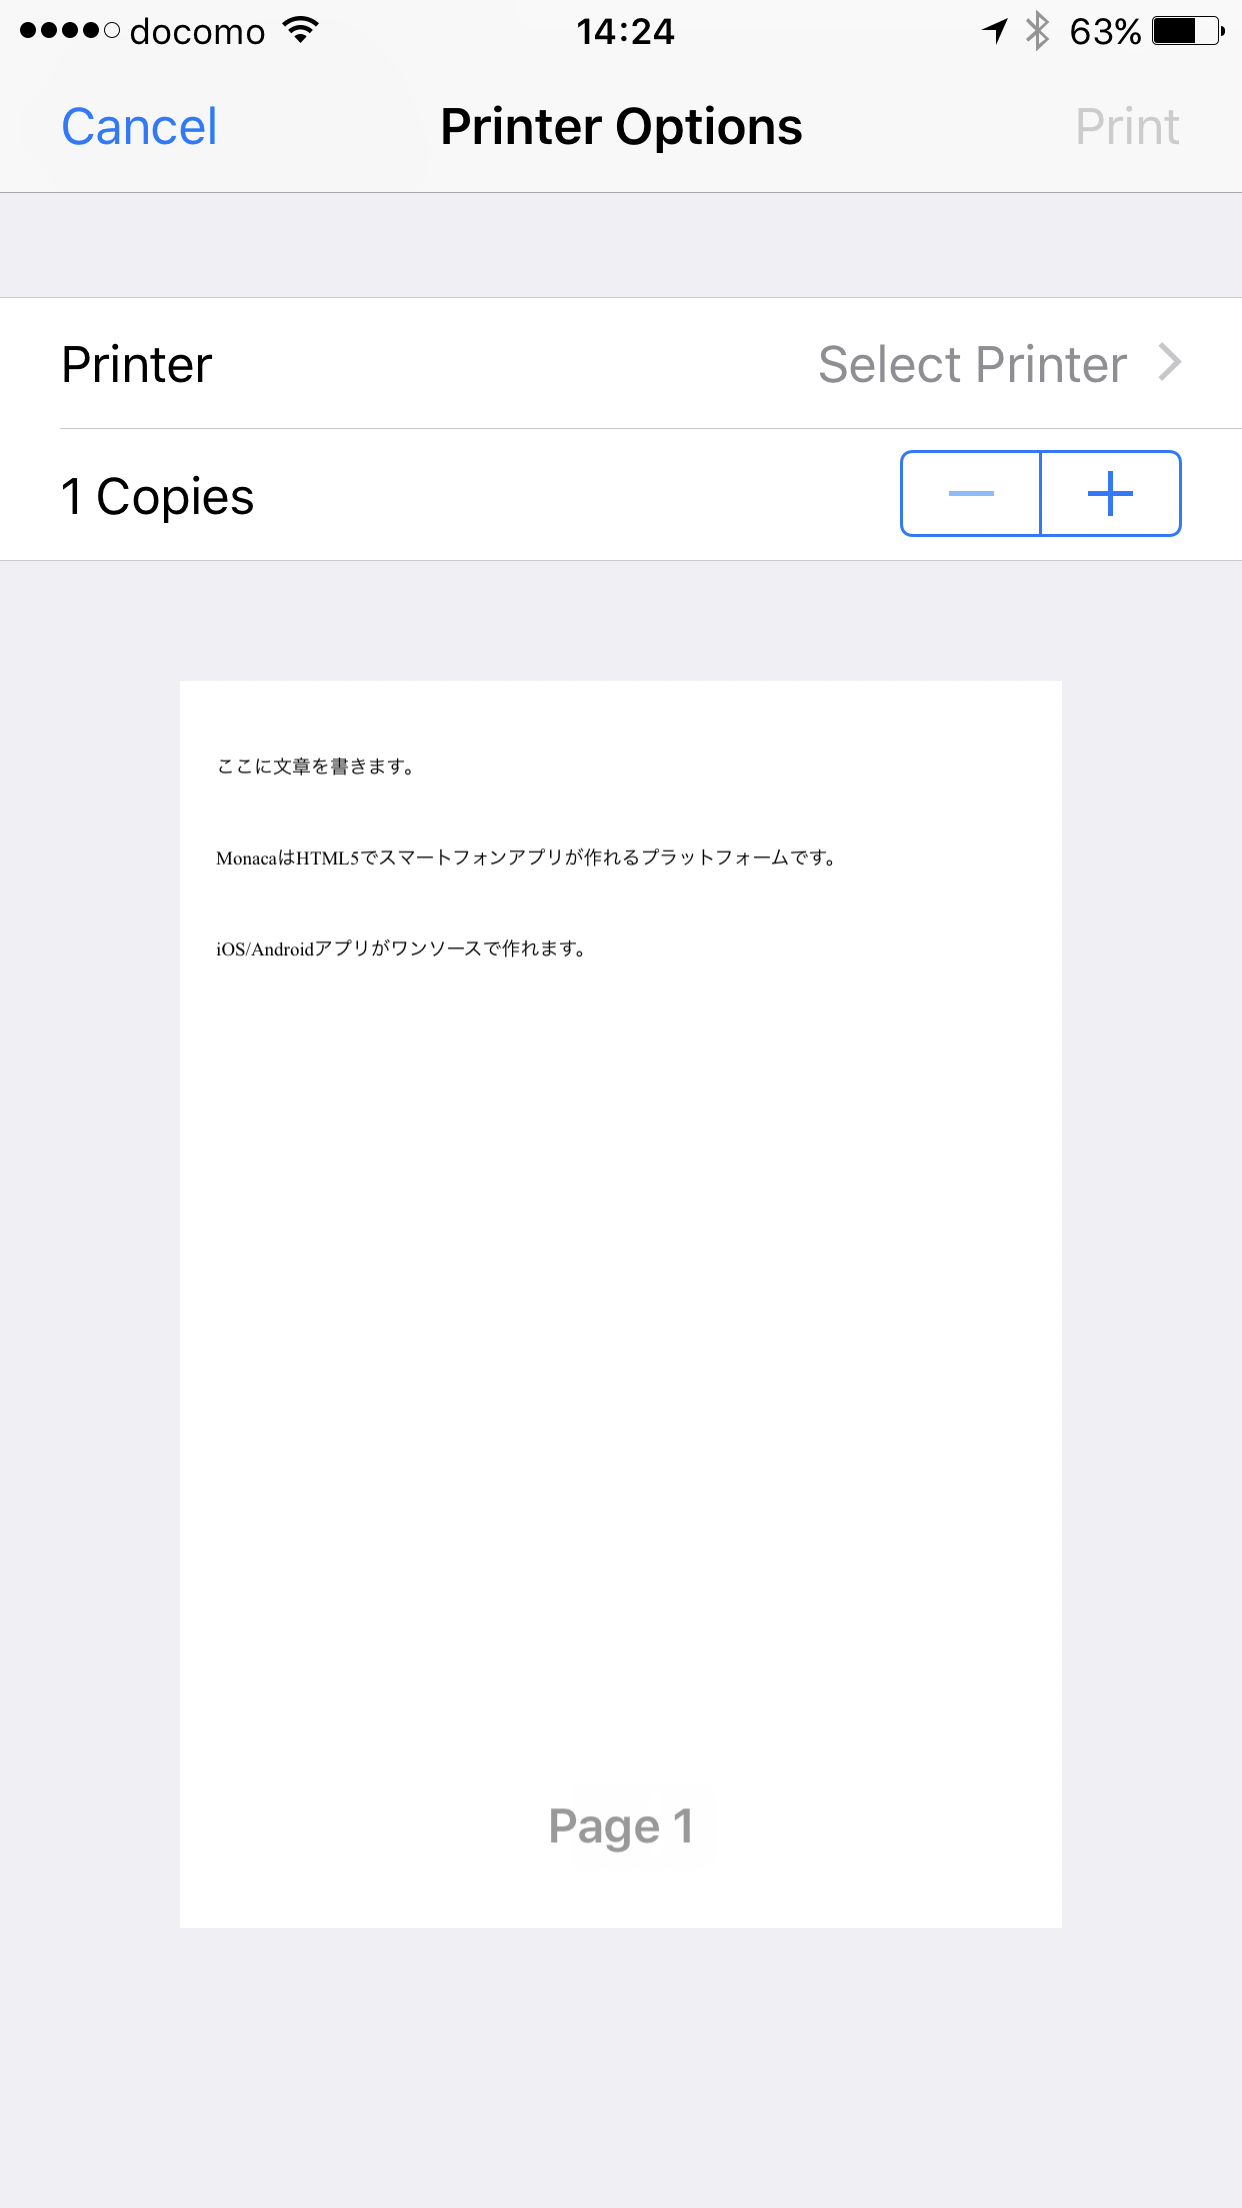 docomo 14:24 63%
Cancel Printer Options Print
Printer Select Printer
1 Copies
ここに文章を書きます。
MonacaはHTML5でスマートフォンアプリが作れるプラットフォームです。
iOS/Androidアプリがワンソースで作れます。
Page 1